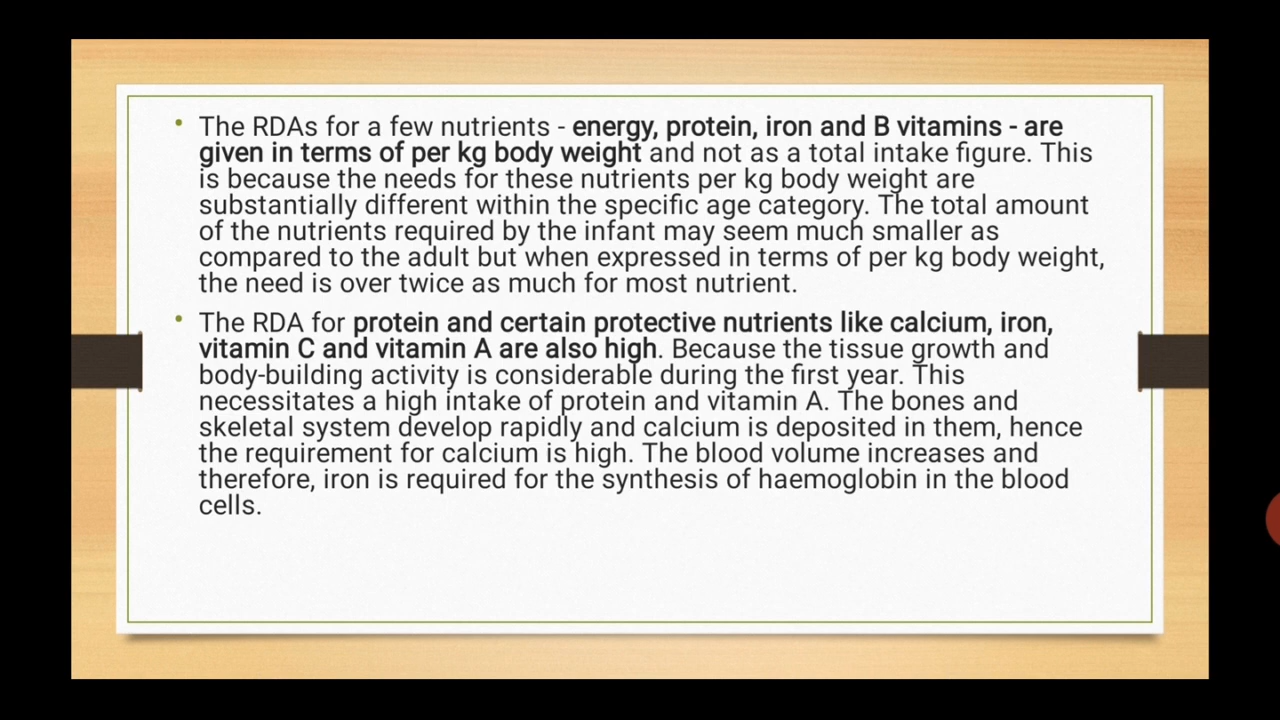 • The RDAs for a few nutrients - energy, protein, iron and B vitamins - are
given in terms of per kg body weight and not as a total intake figure. This
is because the needs for these nutrients per kg body weight are
substantially different within the specific age category. The total amount
of the nutrients required by the infant may seem much smaller as
compared to the adult but when expressed in terms of per kg body weight,
the need is over twice as much for most nutrient.
• The RDA for protein and certain protective nutrients like calcium, iron,
vitamin C and vitamin A are also high. Because the tissue growth and
body-building activity is considerable during the first year. This
necessitates a high intake of protein and vitamin A. The bones and
skeletal system develop rapidly and calcium is deposited in them, hence
the requirement for calcium is high. The blood volume increases and
therefore, iron is required for the synthesis of haemoglobin in the blood
cells.